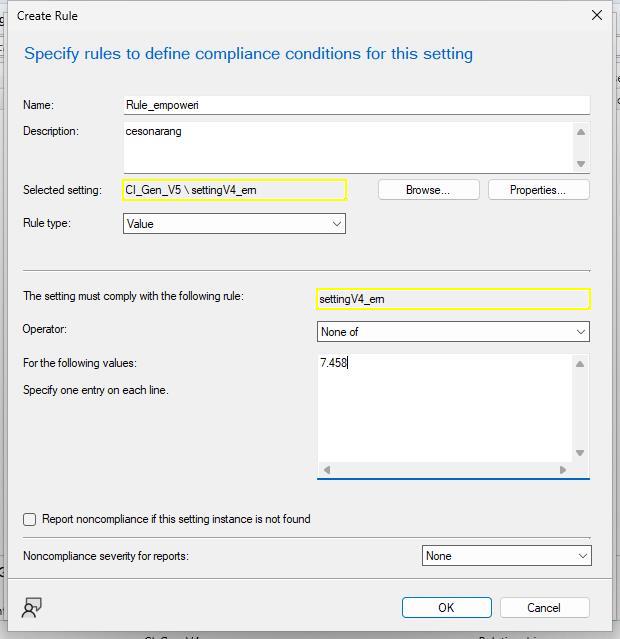 Create Rule
Specify rules to define compliance conditions for this setting
Name:
Rule_empoweri
Description:
cesonarang
Selected setting:
CI_Gen_V5 \ settingV4_ern
Browse...
Properties...
Rule type:
Value
The setting must comply with the following rule:
settingV4_ern
Operator:
None of
For the following values:
7.458
Specify one entry on each line.
Report noncompliance if this setting instance is not found
Noncompliance severity for reports:
None
OK
Cancel